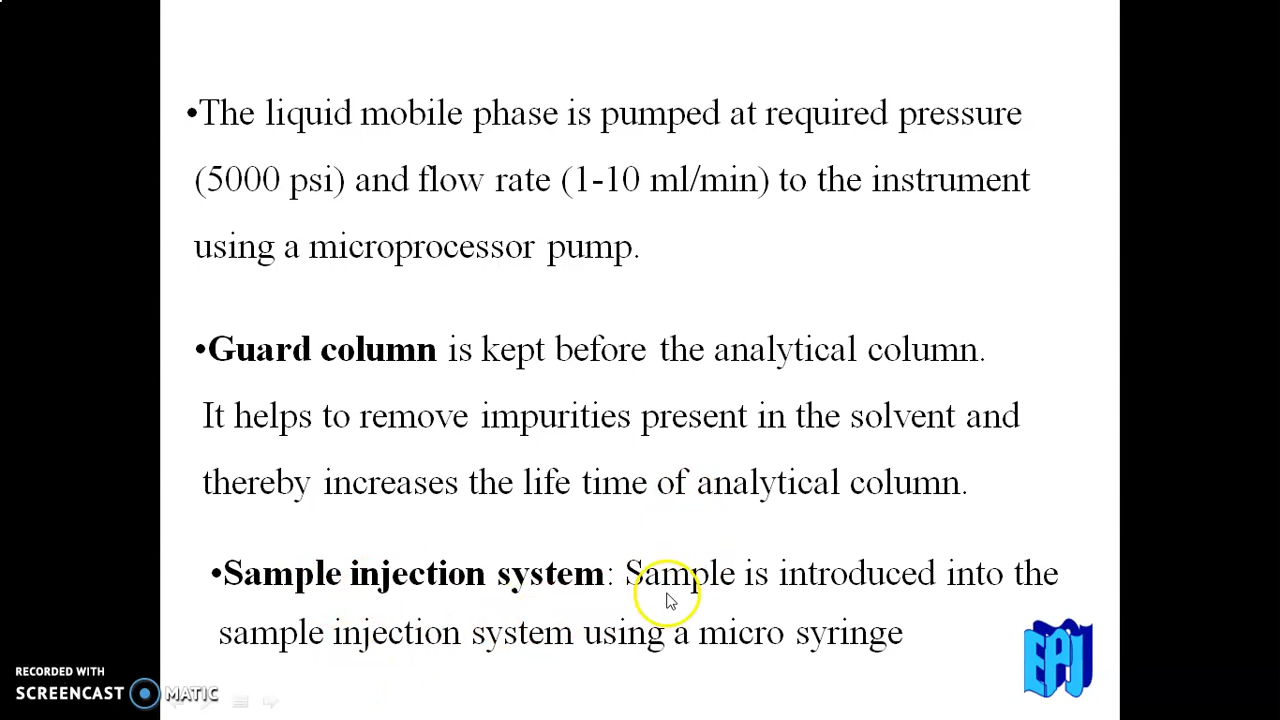 •The liquid mobile phase is pumped at required pressure
(5000 psi) and flow rate (1-10 ml/min) to the instrument
using a microprocessor pump.
•Guard column is kept before the analytical column.
It helps to remove impurities present in the solvent and
thereby increases the life time of analytical column.
•Sample injection system: Sample is introduced into the
sample injection system using a micro syringe
EPJ
RECORDED WITH
SCREENCAST MATIC